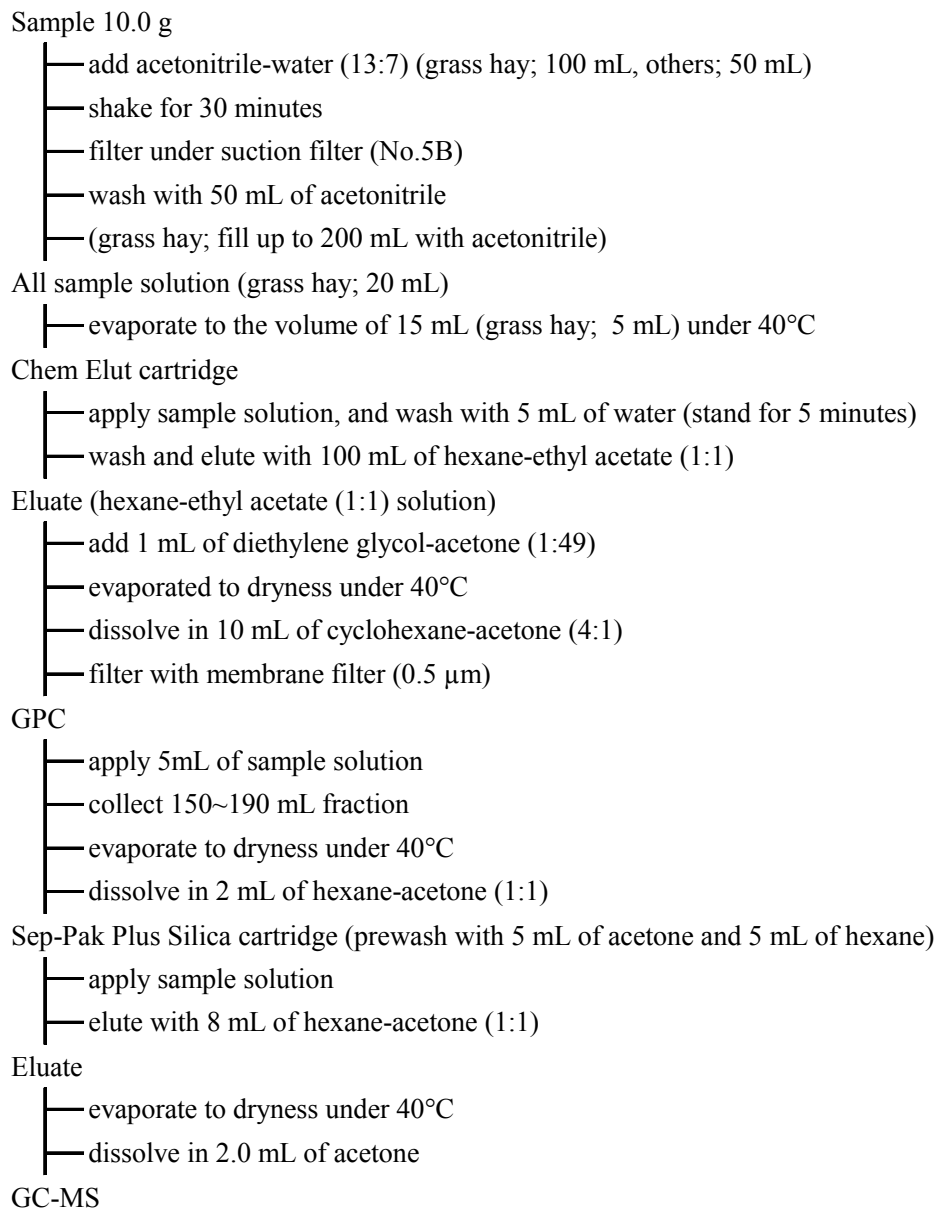 Sample 10.0 g
add acetonitrile-water (13:7) (grass hay; 100 mL, others; 50 mL)
shake for 30 minutes
filter under suction filter (No.5B)
wash with 50 mL of acetonitrile
(grass hay; fill up to 200 mL with acetonitrile)
All sample solution (grass hay; 20 mL)
evaporate to the volume of 15 mL (grass hay;  5 mL) under 40°C
Chem Elut cartridge
apply sample solution, and wash with 5 mL of water (stand for 5 minutes)
wash and elute with 100 mL of hexane-ethyl acetate (1:1)
Eluate (hexane-ethyl acetate (1:1) solution)
add 1 mL of diethylene glycol-acetone (1:49)
evaporated to dryness under 40°C
dissolve in 10 mL of cyclohexane-acetone (4:1)
filter with membrane filter (0.5 µm)
GPC
apply 5mL of sample solution
collect 150~190 mL fraction
evaporate to dryness under 40°C
dissolve in 2 mL of hexane-acetone (1:1)
Sep-Pak Plus Silica cartridge (prewash with 5 mL of acetone and 5 mL of hexane)
apply sample solution
elute with 8 mL of hexane-acetone (1:1)
Eluate
evaporate to dryness under 40°C
dissolve in 2.0 mL of acetone
GC-MS